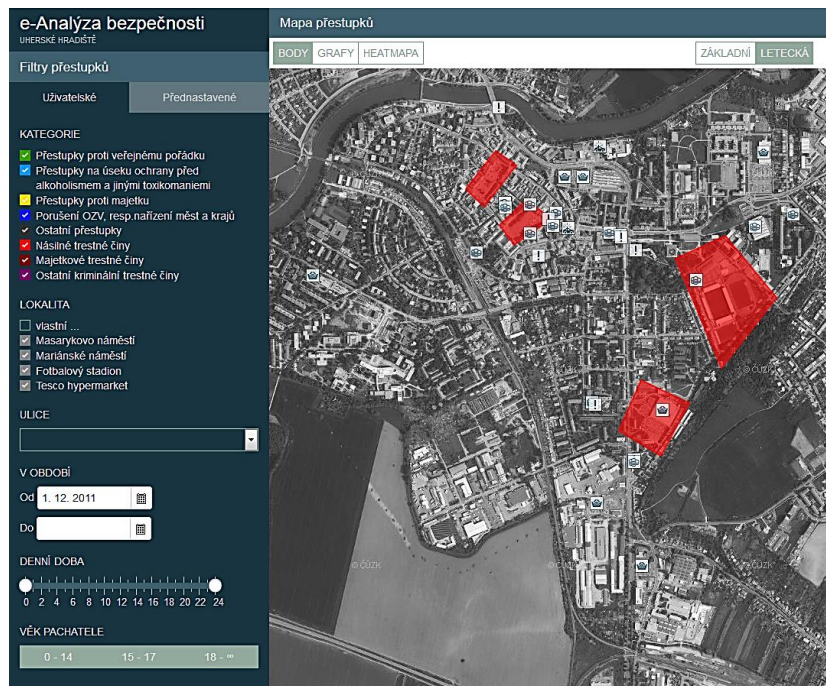 e-Analýza bezpečnosti
UHERSKÉ HRADIŠTĚ
Filtry přestupků
Uživatelské Přednastavené
KATEGORIE
Přestupky proti veřejnému pořádku
Přestupky na úseku ochrany před
alkoholismem a jinými toxikomaniemi
Přestupky proti majetku
Porušení OZV, resp.nařízení měst a krajů
Ostatní přestupky
Násilné trestné činy
Majetkové trestné činy
Ostatní kriminální trestné činy
LOKALITA
vlastní ...
Masarykovo náměstí
Mariánské náměstí
Fotbalový stadion
Tesco hypermarket
ULICE
V OBDOBÍ
Od 1. 12. 2011
Do
DENNÍ DOBA
0 2 4 6 8 10 12 14 16 18 20 22 24
VĚK PACHATELE
0 - 14 15 - 17 18 - ∞
Mapa přestupků
BODY GRAFY HEATMAPA ZÁKLADNÍ LETECKÁ
© ČÚZK
© ČÚZK
© ČÚZK
© ČÚZK